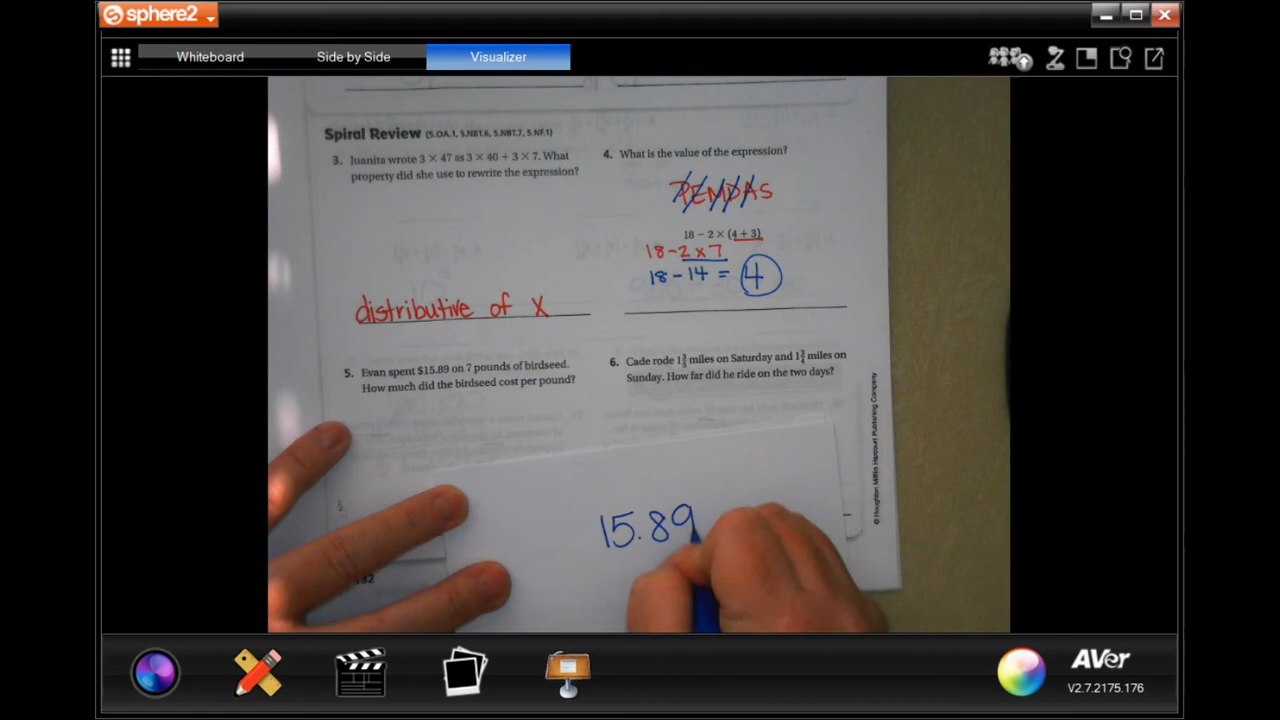 sphere2
Whiteboard
Side by Side
Visualizer
Spiral Review (5.OA.1, 5.NBT.6, 5.NBT.7, 5.NF.1)
3. Juanita wrote 3 × 47 as 3 × 40 + 3 × 7. What
property did she use to rewrite the expression?
distributive of X
4. What is the value of the expression?
PEMDAS
18 − 2 × (4 + 3)
18 - 2 x 7
18 - 14 = 4
5. Evan spent $15.89 on 7 pounds of birdseed.
How much did the birdseed cost per pound?
6. Cade rode 1 miles on Saturday and 1 3/4 miles on
Sunday. How far did he ride on the two days?
15.89
© Houghton Mifflin Harcourt Publishing Company
132
AVer
V2.7.2175.176